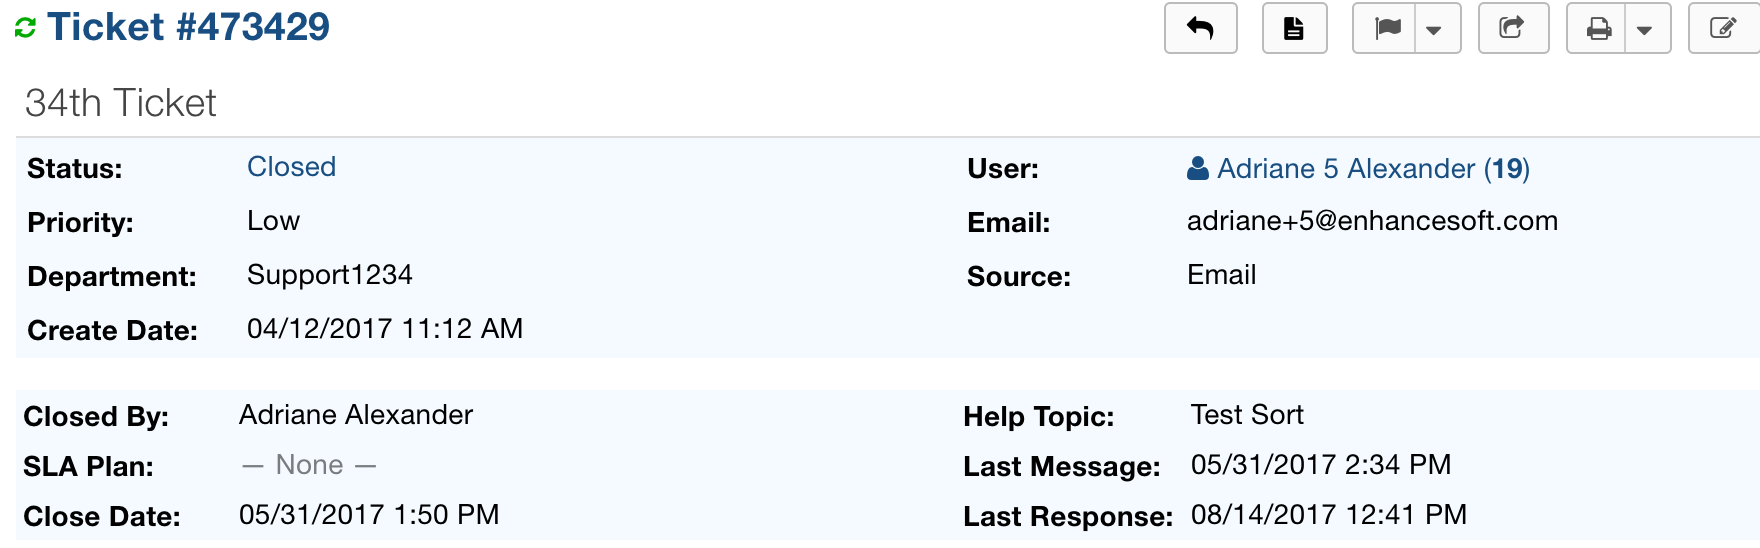 Ticket #473429
34th Ticket
Status: Closed User: Adriane 5 Alexander (19)
Priority: Low Email: adriane+5@enhancesoft.com
Department: Support1234 Source: Email
Create Date: 04/12/2017 11:12 AM
Closed By: Adriane Alexander Help Topic: Test Sort
SLA Plan: — None — Last Message: 05/31/2017 2:34 PM
Close Date: 05/31/2017 1:50 PM Last Response: 08/14/2017 12:41 PM